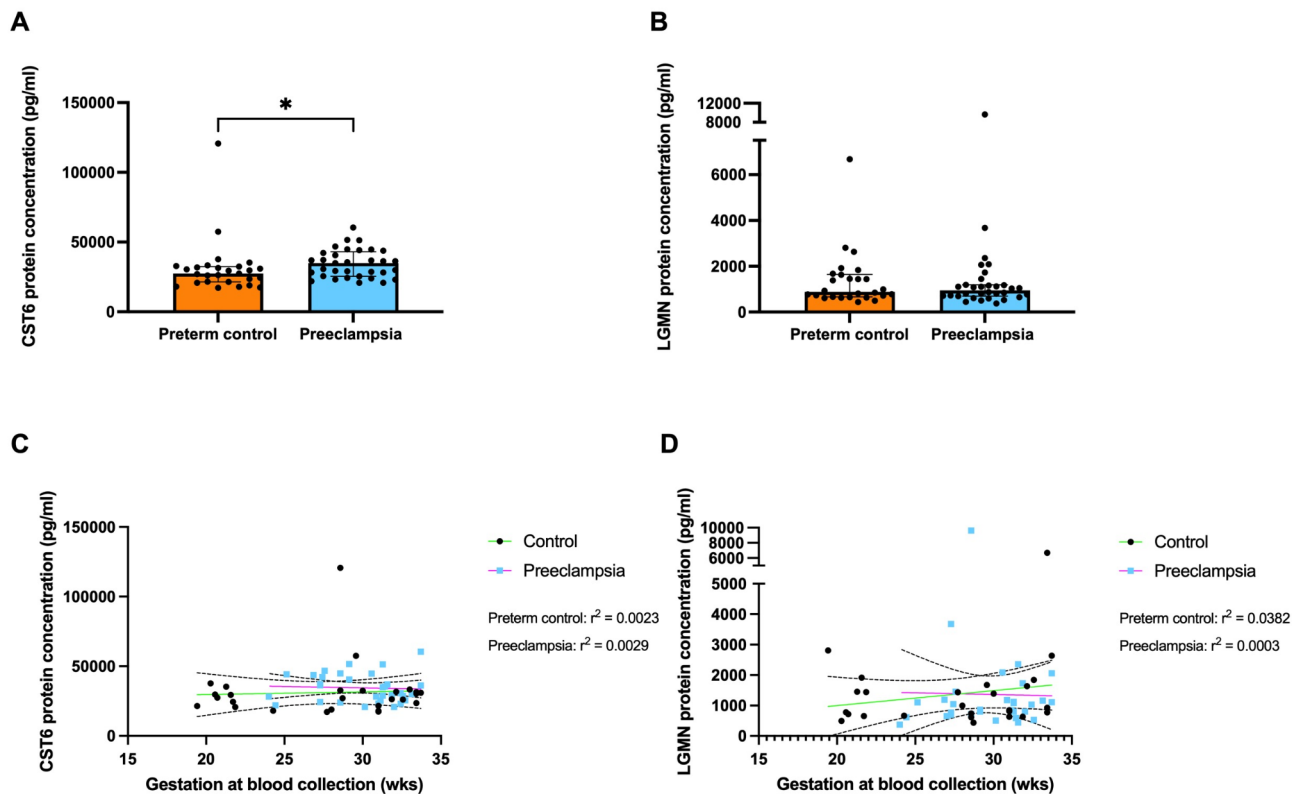 A
CST6 protein concentration (pg/ml)
150000
100000
50000
0
*
Preterm control
Preeclampsia
B
LGMN protein concentration (pg/ml)
12000
8000
6000
4000
2000
0
Preterm control
Preeclampsia
C
CST6 protein concentration (pg/ml)
150000
100000
50000
0
15
20
25
30
35
Gestation at blood collection (wks)
Control
Preeclampsia
Preterm control: r² = 0.0023
Preeclampsia: r² = 0.0029
D
LGMN protein concentration (pg/ml)
10000
8000
6000
5000
4000
3000
2000
1000
0
15
20
25
30
35
Gestation at blood collection (wks)
Control
Preeclampsia
Preterm control: r² = 0.0382
Preeclampsia: r² = 0.0003